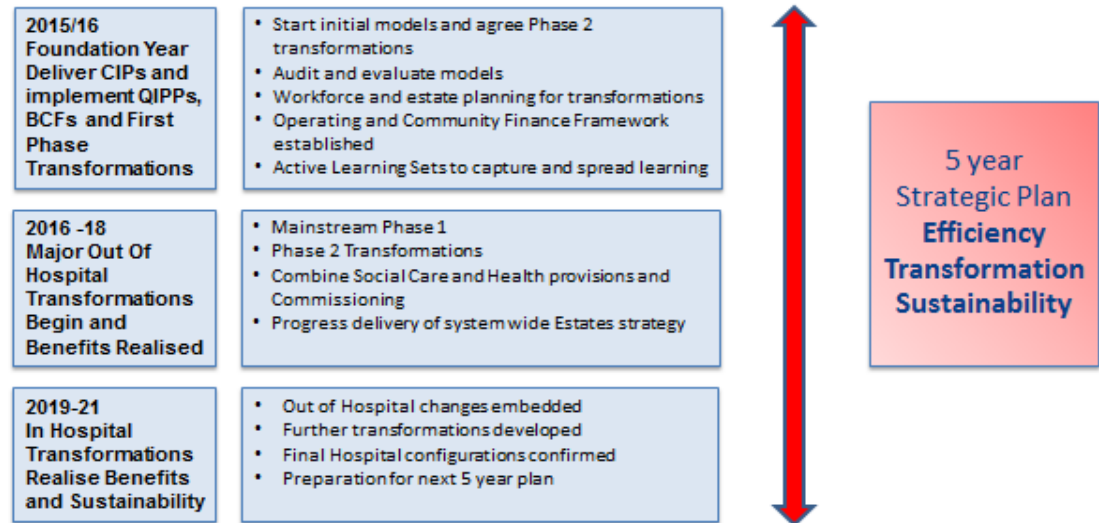 2015/16
Foundation Year
Deliver CIPs and
implement QIPPs,
BCFs and First
Phase
Transformations
• Start initial models and agree Phase 2
transformations
• Audit and evaluate models
• Workforce and estate planning for transformations
• Operating and Community Finance Framework
established
• Active Learning Sets to capture and spread learning
2016 -18
Major Out Of
Hospital
Transformations
Begin and
Benefits Realised
• Mainstream Phase 1
• Phase 2 Transformations
• Combine Social Care and Health provisions and
Commissioning
• Progress delivery of system wide Estates strategy
2019-21
In Hospital
Transformations
Realise Benefits
and Sustainability
• Out of Hospital changes embedded
• Further transformations developed
• Final Hospital configurations confirmed
• Preparation for next 5 year plan
5 year
Strategic Plan
Efficiency
Transformation
Sustainability